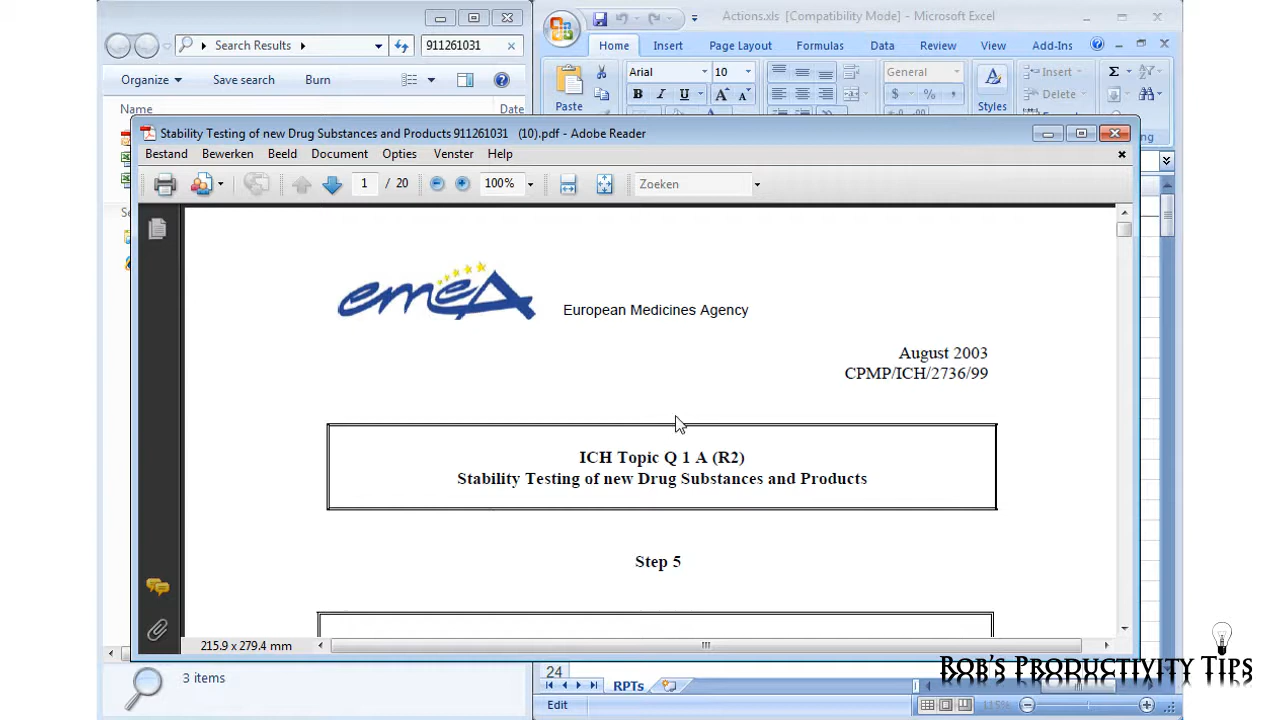 Search Results
911261031
Organize
Save search
Burn
Name
Date
Actions.xls [Compatibility Mode] - Microsoft Excel
Home Insert Page Layout Formulas Data Review View Add-Ins
Paste
Arial
10
B I U A A
General
$ % ,
Styles
Insert
Delete
Σ
Stability Testing of new Drug Substances and Products 911261031 (10).pdf - Adobe Reader
Bestand Bewerken Beeld Document Opties Venster Help
1 / 20
100%
Zoeken
emeA
European Medicines Agency
August 2003
CPMP/ICH/2736/99
ICH Topic Q 1 A (R2)
Stability Testing of new Drug Substances and Products
Step 5
215.9 x 279.4 mm
3 items
24
RPTs
Edit
115%
Rob's Productivity Tips